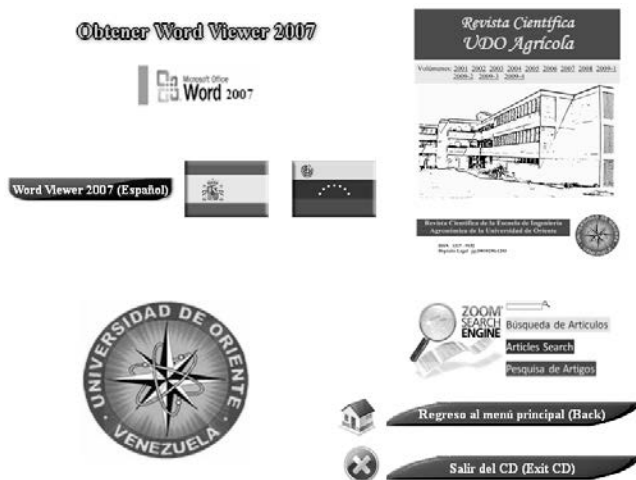 Obtener Word Viewer 2007
Microsoft Office
Word 2007
Word Viewer 2007 (Español)
Revista Científica
UDO Agrícola
Volúmenes: 2001 2002 2003 2004 2005 2006 2007 2008 2009-1
2009-2 2009-3 2009-4
Revista Científica de la Escuela de Ingeniería
Agronómica de la Universidad de Oriente
UNIVERSIDAD DE ORIENTE
VENEZUELA
ZOOM
SEARCH
ENGINE
Búsqueda de Artículos
Articles Search
Pesquisa de Artigos
Regreso al menú principal (Back)
Salir del CD (Exit CD)